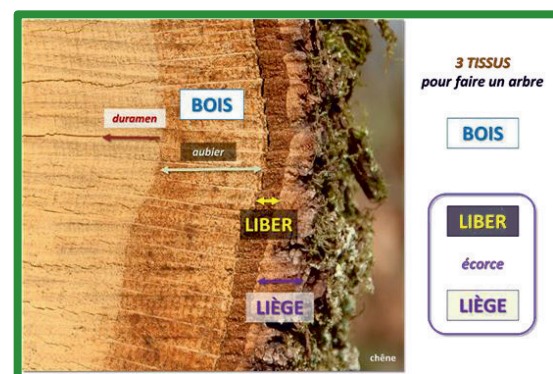 BOIS
duramen
aubier
LIBER
LIÈGE
chêne
3 TISSUS
pour faire un arbre
BOIS
LIBER
écorce
LIÈGE